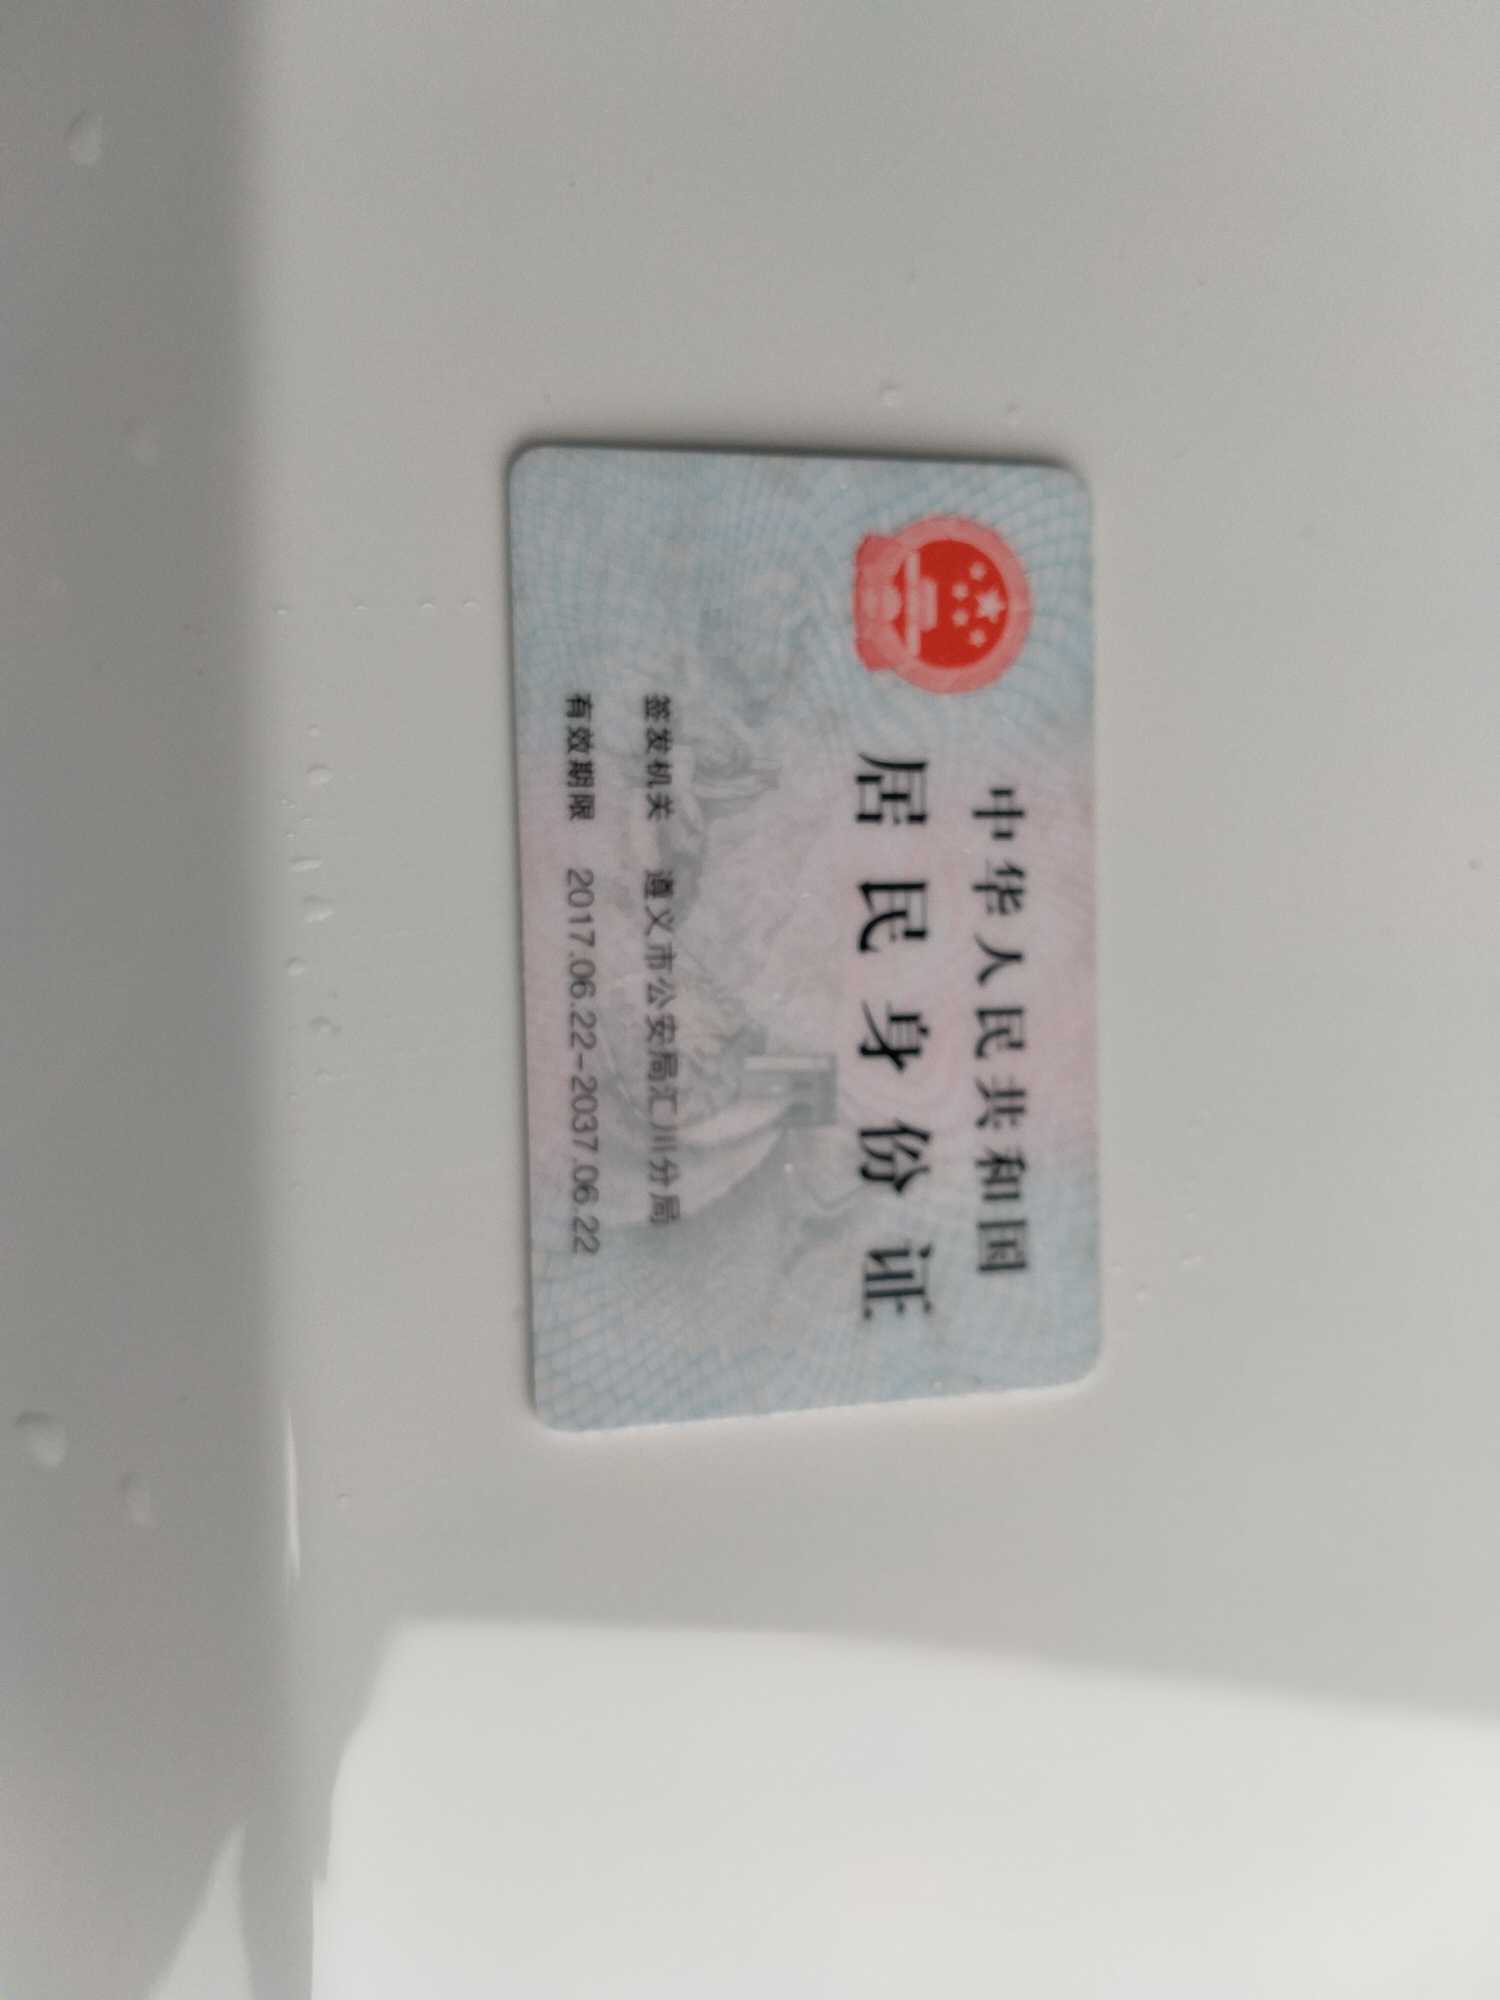 中华人民共和国
居民身份证
签发机关 遵义市公安局汇川分局
有效期限 2017.06.22-2037.06.22